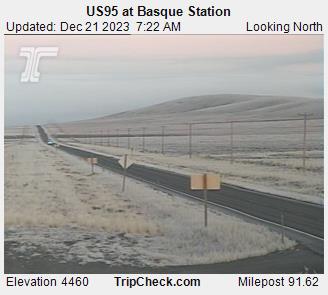 US95 at Basque Station
Updated: Dec 21 2023 7:22 AM Looking North
Elevation 4460 TripCheck.com Milepost 91.62